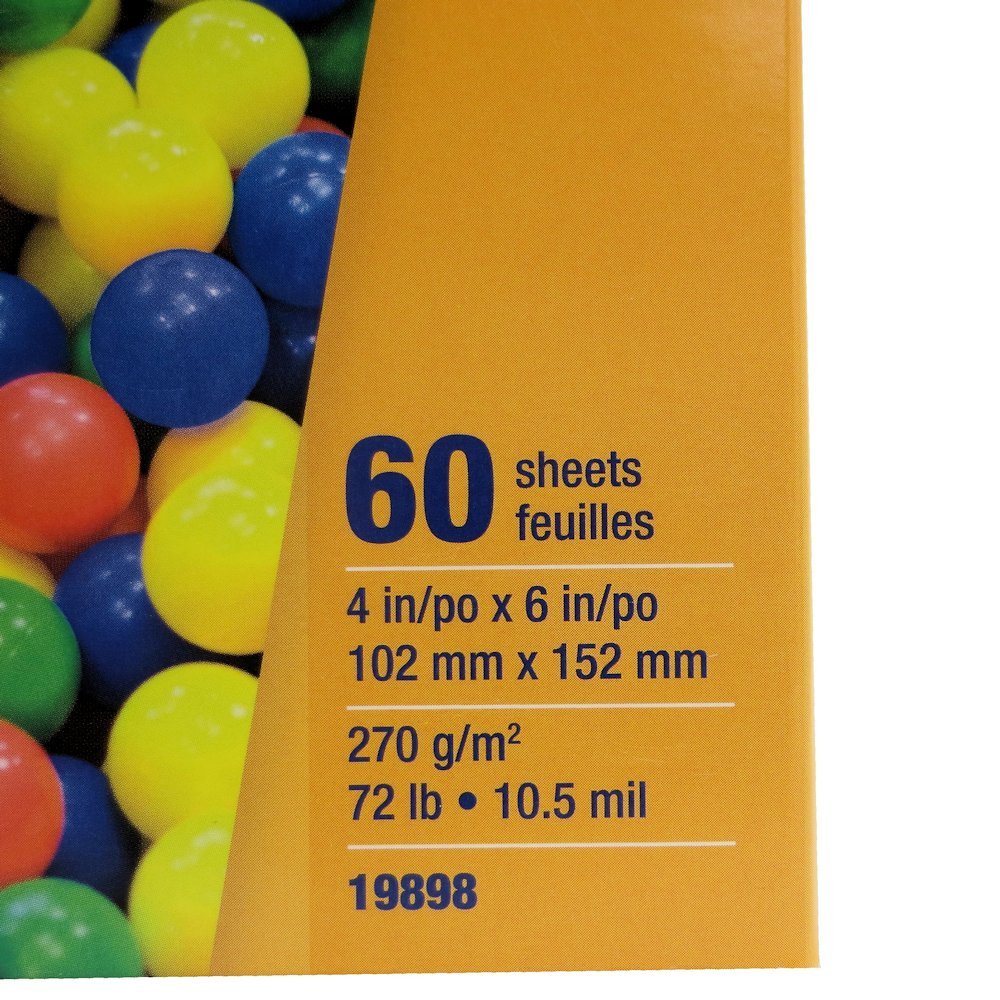 60 sheets
feuilles
4 in/po x 6 in/po
102 mm x 152 mm
270 g/m²
72 lb • 10.5 mil
19898